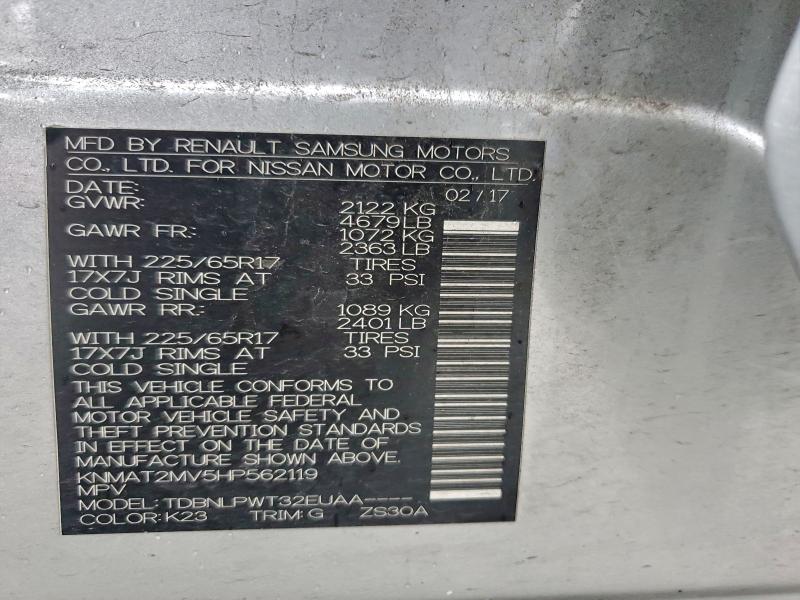 MFD BY RENAULT SAMSUNG MOTORS
CO., LTD. FOR NISSAN MOTOR CO., LTD.
DATE: 02/17
GVWR: 2122 KG
4679 LB
GAWR FR: 1072 KG
2363 LB
WITH 225/65R17 TIRES
17X7J RIMS AT 33 PSI
COLD SINGLE
GAWR RR: 1089 KG
2401 LB
WITH 225/65R17 TIRES
17X7J RIMS AT 33 PSI
COLD SINGLE
THIS VEHICLE CONFORMS TO
ALL APPLICABLE FEDERAL
MOTOR VEHICLE SAFETY AND
THEFT PREVENTION STANDARDS
IN EFFECT ON THE DATE OF
MANUFACTURE SHOWN ABOVE.
KNMAT2MV5HP562119
MPV
MODEL: TDBNLPWT32EUAA----
COLOR: K23 TRIM: G ZS30A